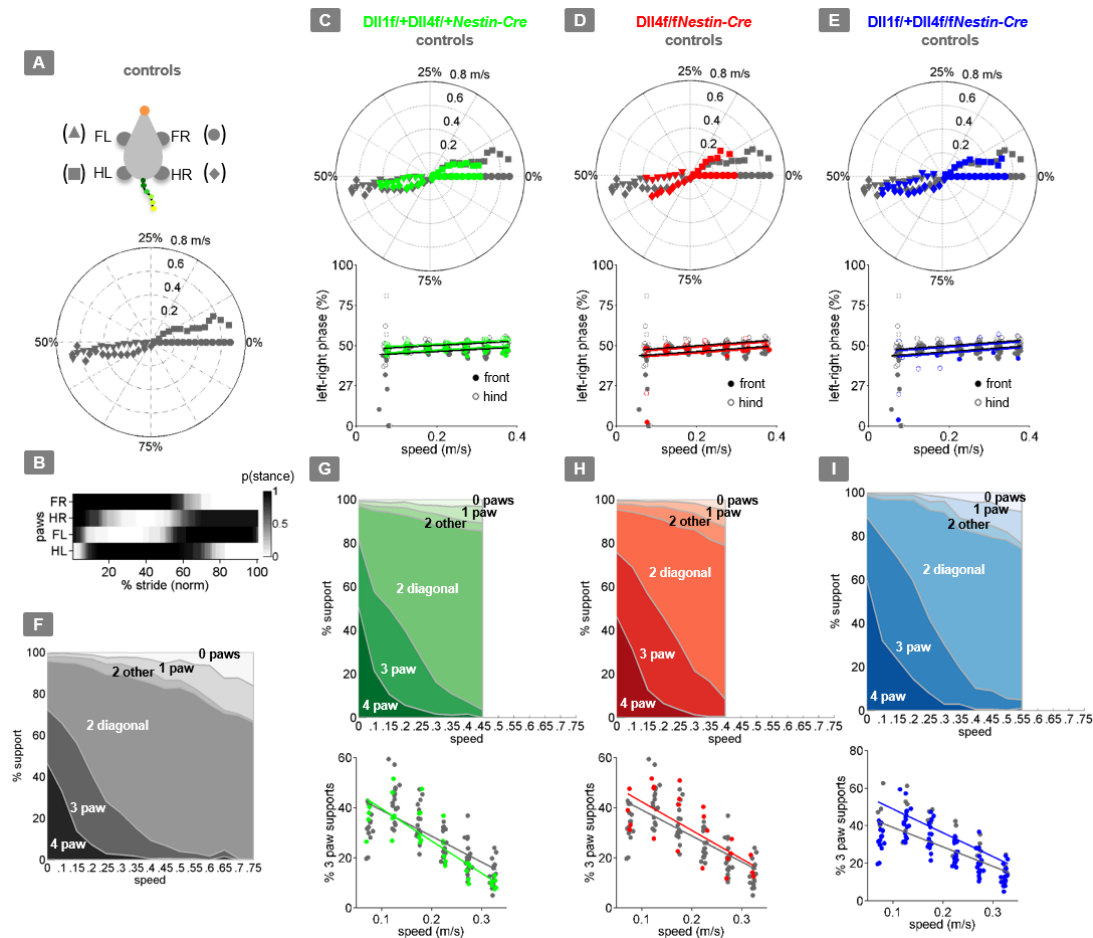 C
Dll1f/+Dll4f/+Nestin-Cre
controls
D
Dll4f/fNestin-Cre
controls
E
Dll1f/+Dll4f/fNestin-Cre
controls
A
controls
(▲) FL FR (●)
(■) HL HR (◆)
25% 0.8 m/s
0.6
0.4
0.2
50% 0%
75%
25% 0.8 m/s
0.6
0.4
0.2
50% 0%
75%
25% 0.8 m/s
0.6
0.4
0.2
50% 0%
75%
25% 0.8 m/s
0.6
0.4
0.2
50% 0%
75%
left-right phase (%)
100
75
50
27
0
front
hind
0 0.2 0.4
speed (m/s)
left-right phase (%)
100
75
50
27
0
front
hind
0 0.2 0.4
speed (m/s)
left-right phase (%)
100
75
50
27
0
front
hind
0 0.2 0.4
speed (m/s)
B
p(stance)
1
0.5
0
paws
FR
HR
FL
HL
20 40 60 80 100
% stride (norm)
F
% support
100
80
60
40
20
0
0 paws
1 paw
2 other
2 diagonal
3 paw
4 paw
0 .1 .15 .2 .25 .3 .35 .4 .45 .5 .55 .6 .65 .7 .75
speed
G
% support
100
80
60
40
20
0
0 paws
1 paw
2 other
2 diagonal
3 paw
4 paw
0 .1 .15 .2 .25 .3 .35 .4 .45 .5 .55 .6 .65 .7 .75
speed
% 3 paw supports
60
40
20
0
0.1 0.2 0.3
speed (m/s)
H
% support
100
80
60
40
20
0
0 paws
1 paw
2 other
2 diagonal
3 paw
4 paw
0 .1 .15 .2 .25 .3 .35 .4 .45 .5 .55 .6 .65 .7 .75
speed
% 3 paw supports
60
40
20
0
0.1 0.2 0.3
speed (m/s)
I
% support
100
80
60
40
20
0
0 paws
1 paw
2 other
2 diagonal
3 paw
4 paw
0 .1 .15 .2 .25 .3 .35 .4 .45 .5 .55 .6 .65 .7 .75
speed
% 3 paw supports
80
60
40
20
0
0.1 0.2 0.3
speed (m/s)